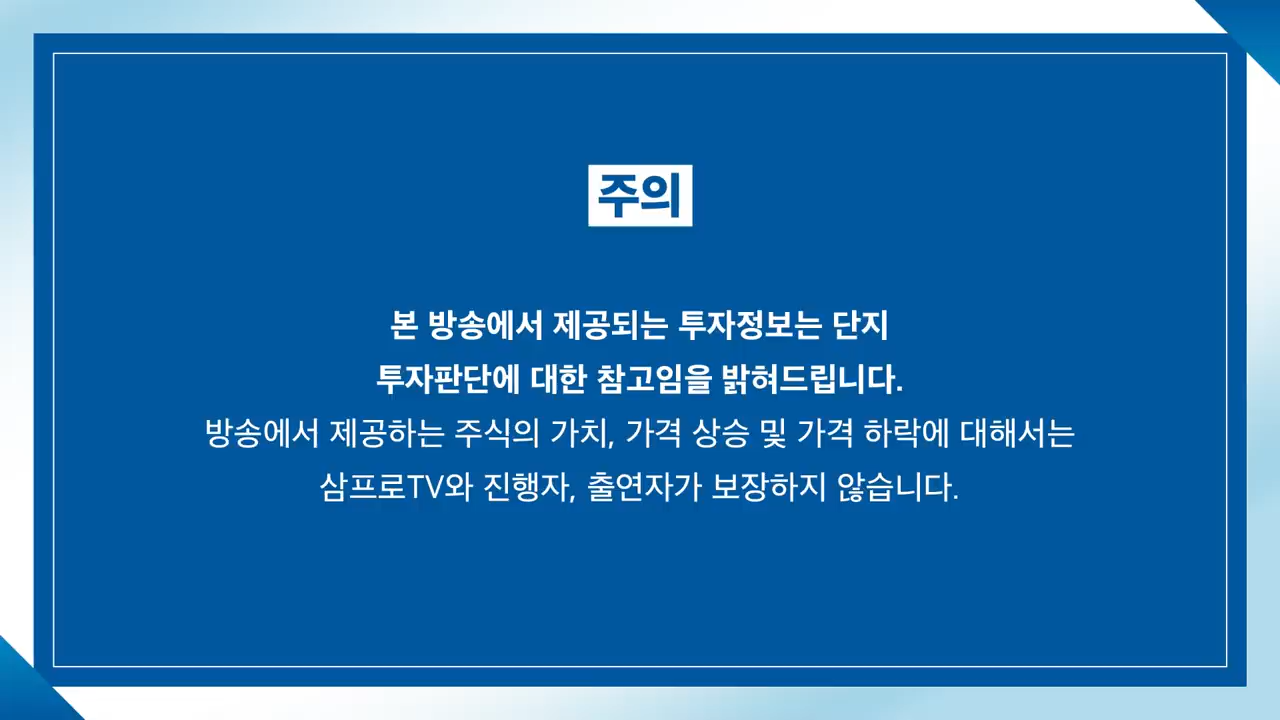 주의
본 방송에서 제공되는 투자정보는 단지
투자판단에 대한 참고임을 밝혀드립니다.
방송에서 제공하는 주식의 가치, 가격 상승 및 가격 하락에 대해서는
삼프로TV와 진행자, 출연자가 보장하지 않습니다.